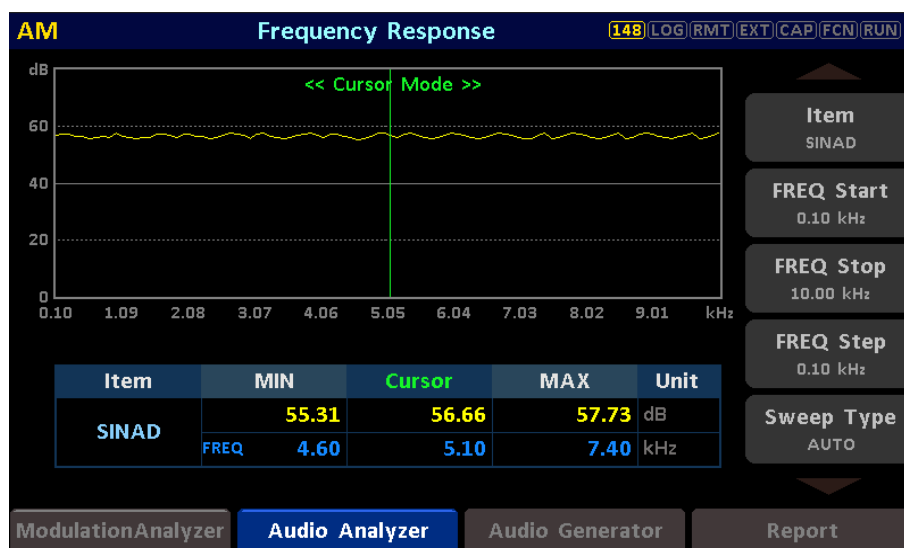 AM Frequency Response 148 LOG RMT EXT CAP FCN RUN
dB
<< Cursor Mode >>
60
40
20
0
0.10 1.09 2.08 3.07 4.06 5.05 6.04 7.03 8.02 9.01 kHz
Item MIN Cursor MAX Unit
SINAD 55.31 56.66 57.73 dB
FREQ 4.60 5.10 7.40 kHz
Item
SINAD
FREQ Start
0.10 kHz
FREQ Stop
10.00 kHz
FREQ Step
0.10 kHz
Sweep Type
AUTO
ModulationAnalyzer Audio Analyzer Audio Generator Report